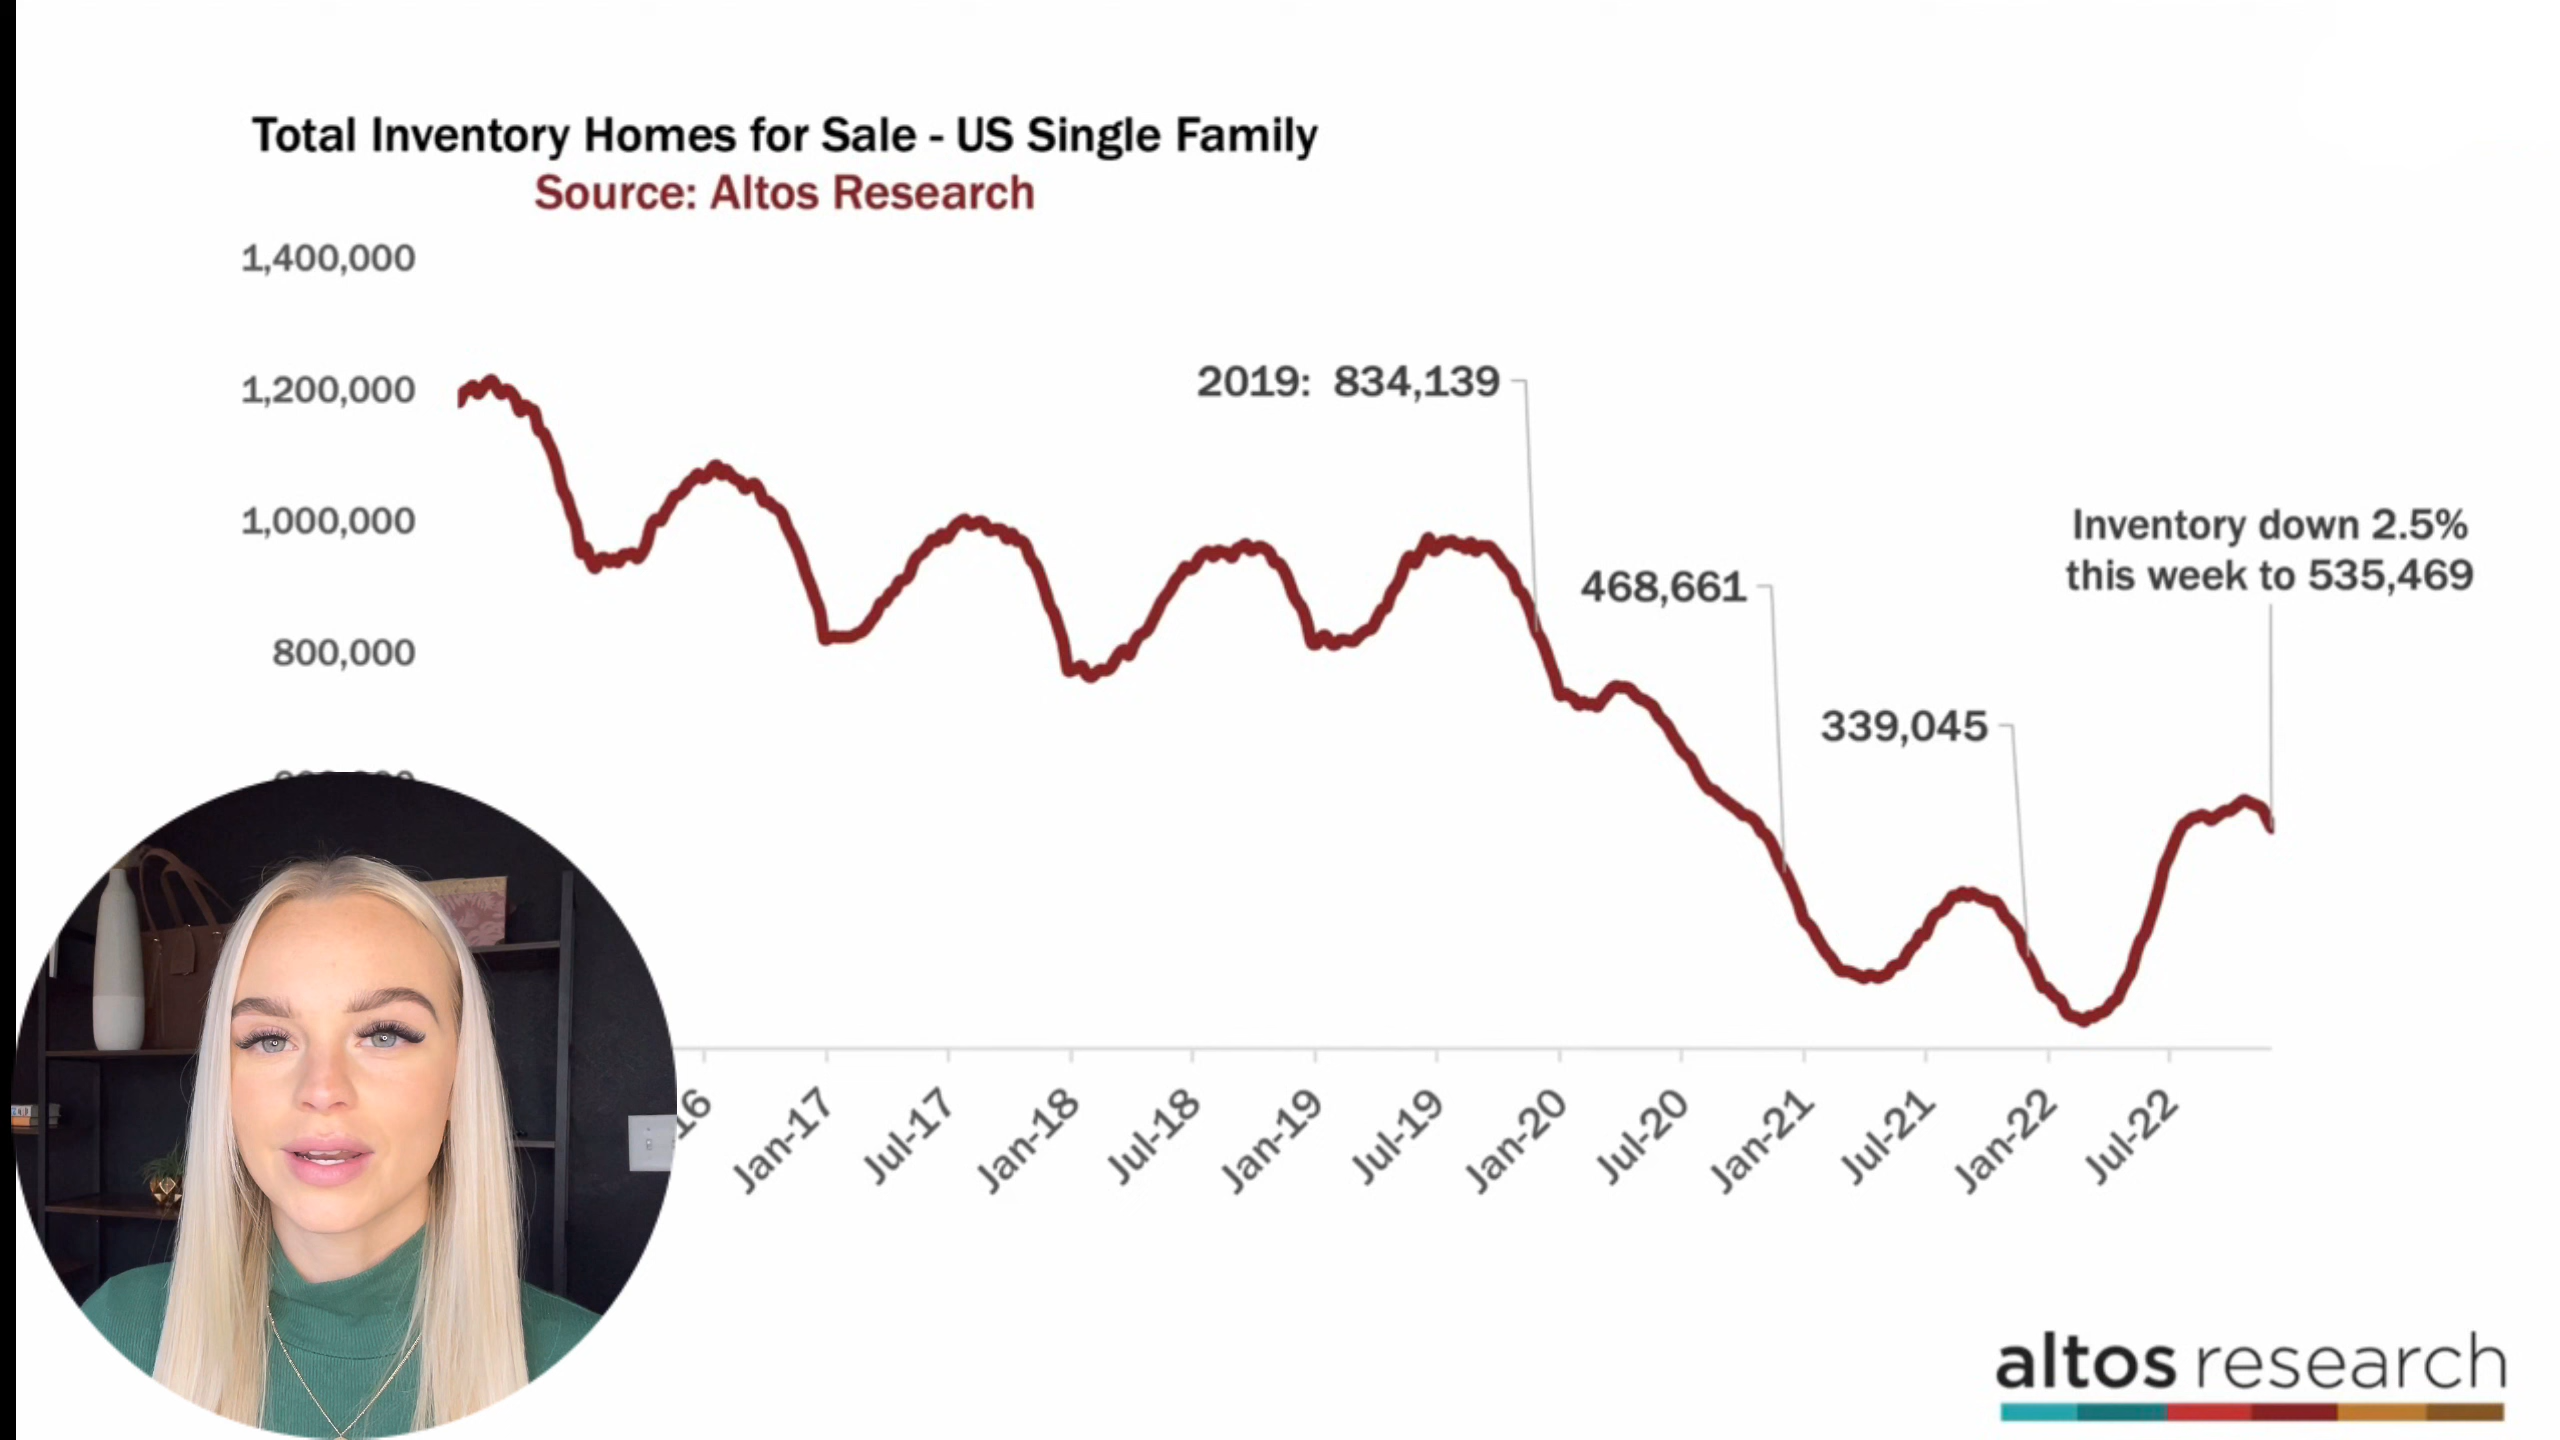 Total Inventory Homes for Sale - US Single Family
Source: Altos Research
1,400,000
1,200,000
1,000,000
800,000
2019: 834,139
468,661
339,045
Inventory down 2.5%
this week to 535,469
16
Jan-17
Jul-17
Jan-18
Jul-18
Jan-19
Jul-19
Jan-20
Jul-20
Jan-21
Jul-21
Jan-22
Jul-22
altos research